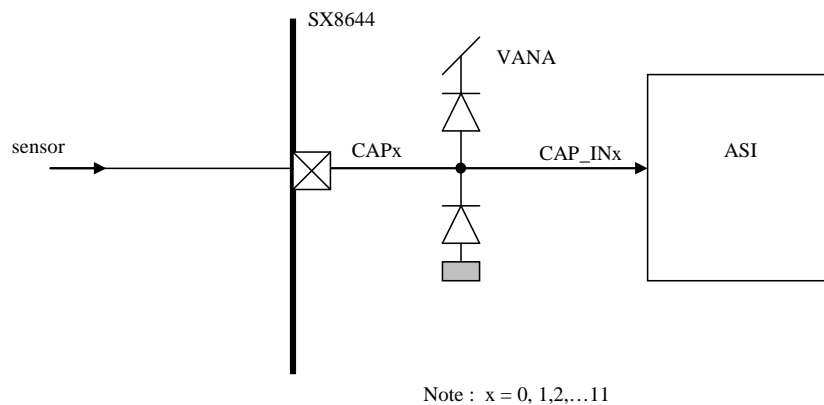 SX8644
VANA
sensor
CAPx
CAP_INx
ASI
Note : x = 0, 1,2,…11